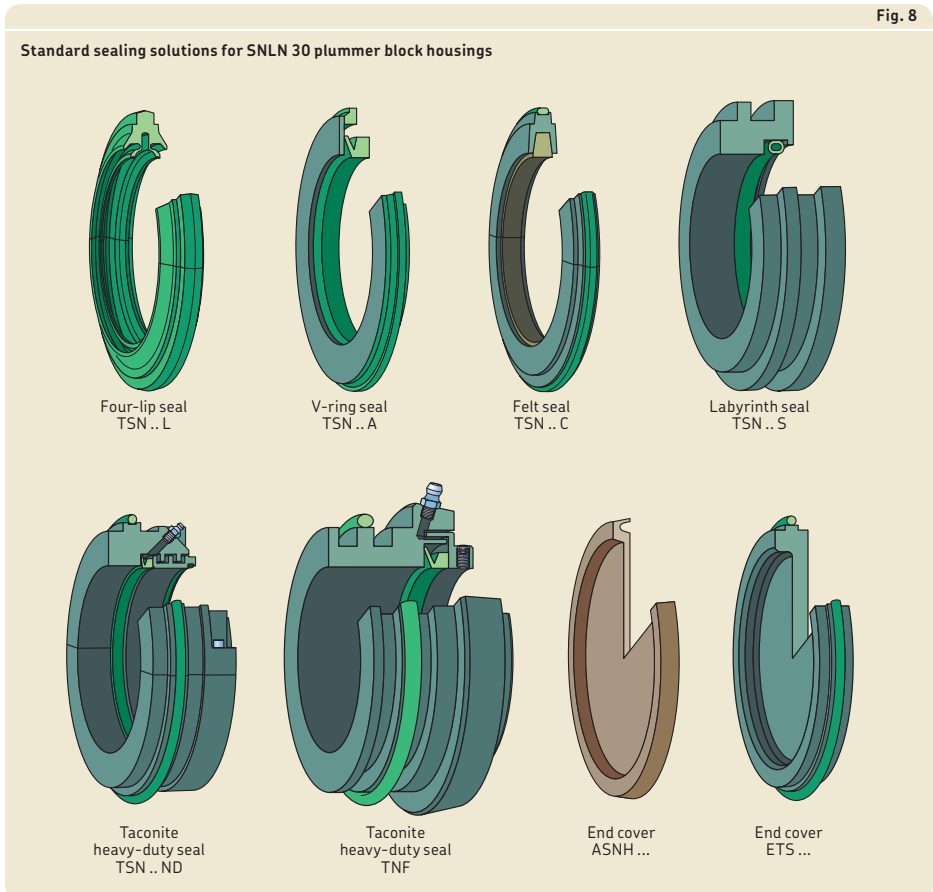 Fig. 8
Standard sealing solutions for SNLN 30 plummer block housings
Four-lip seal
TSN .. L
V-ring seal
TSN .. A
Felt seal
TSN .. C
Labyrinth seal
TSN .. S
Taconite
heavy-duty seal
TSN .. ND
Taconite
heavy-duty seal
TNF
End cover
ASNH ...
End cover
ETS ...